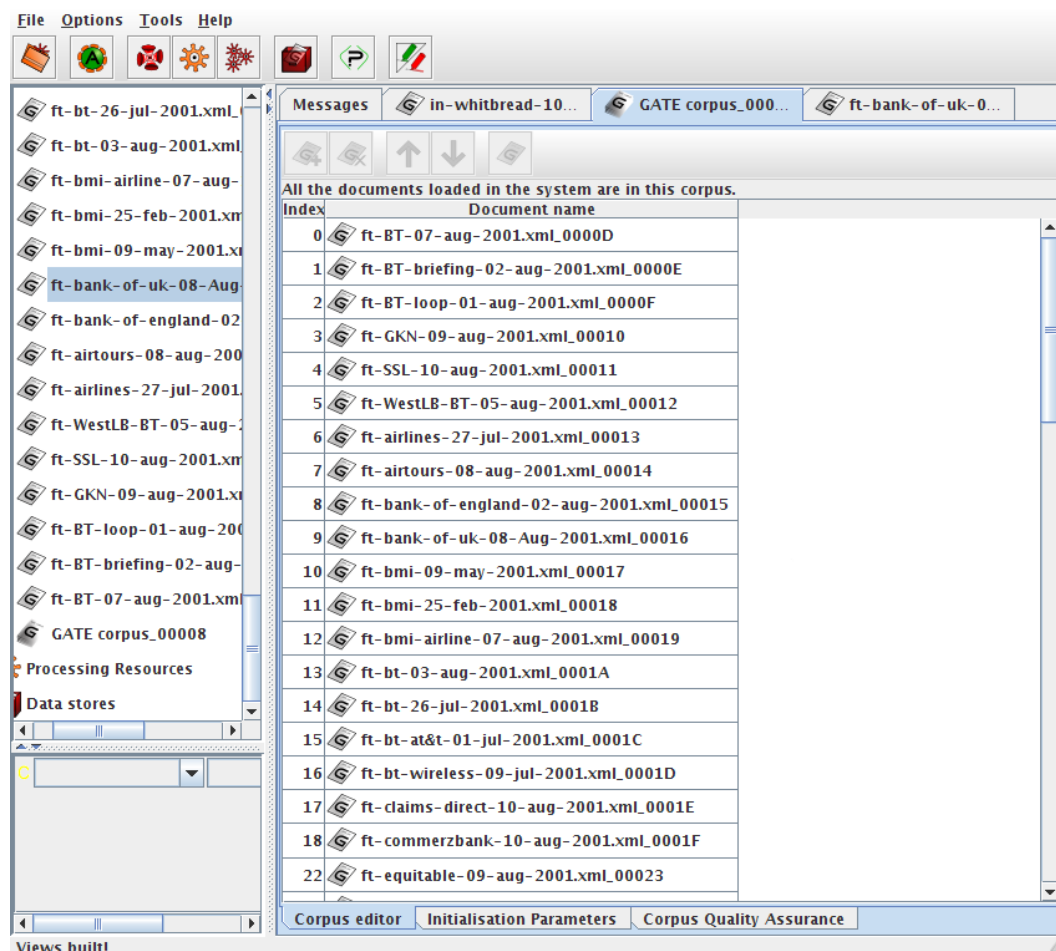 File Options Tools Help
ft-bt-26-jul-2001.xml_
ft-bt-03-aug-2001.xml
ft-bmi-airline-07-aug-
ft-bmi-25-feb-2001.xm
ft-bmi-09-may-2001.x
ft-bank-of-uk-08-Aug
ft-bank-of-england-02
ft-airtours-08-aug-200
ft-airlines-27-jul-2001.
ft-WestLB-BT-05-aug-
ft-SSL-10-aug-2001.xm
ft-GKN-09-aug-2001.x
ft-BT-loop-01-aug-200
ft-BT-briefing-02-aug-
ft-BT-07-aug-2001.xml
GATE corpus_00008
Processing Resources
Data stores
C
Messages in-whitbread-10... GATE corpus_000... ft-bank-of-uk-0...
All the documents loaded in the system are in this corpus.
Index Document name
0 ft-BT-07-aug-2001.xml_0000D
1 ft-BT-briefing-02-aug-2001.xml_0000E
2 ft-BT-loop-01-aug-2001.xml_0000F
3 ft-GKN-09-aug-2001.xml_00010
4 ft-SSL-10-aug-2001.xml_00011
5 ft-WestLB-BT-05-aug-2001.xml_00012
6 ft-airlines-27-jul-2001.xml_00013
7 ft-airtours-08-aug-2001.xml_00014
8 ft-bank-of-england-02-aug-2001.xml_00015
9 ft-bank-of-uk-08-Aug-2001.xml_00016
10 ft-bmi-09-may-2001.xml_00017
11 ft-bmi-25-feb-2001.xml_00018
12 ft-bmi-airline-07-aug-2001.xml_00019
13 ft-bt-03-aug-2001.xml_0001A
14 ft-bt-26-jul-2001.xml_0001B
15 ft-bt-at&t-01-jul-2001.xml_0001C
16 ft-bt-wireless-09-jul-2001.xml_0001D
17 ft-claims-direct-10-aug-2001.xml_0001E
18 ft-commerzbank-10-aug-2001.xml_0001F
22 ft-equitable-09-aug-2001.xml_00023
Corpus editor Initialisation Parameters Corpus Quality Assurance
Views built!